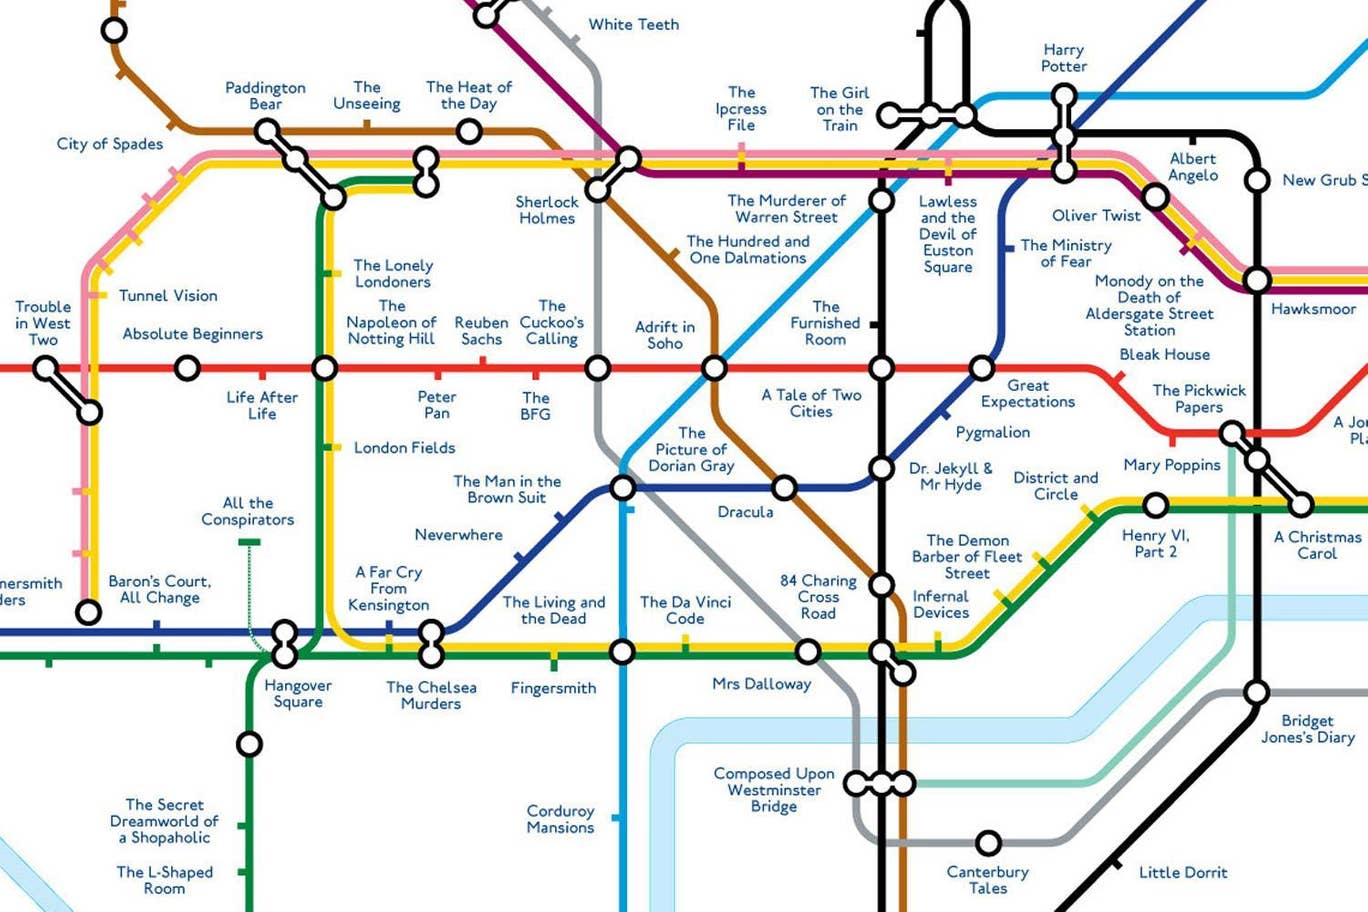 White Teeth
Harry
Potter
Paddington
Bear
The
Unseeing
The Heat of
the Day
The
Ipcress
File
The Girl
on the
Train
City of Spades
Albert
Angelo
New Grub S
Sherlock
Holmes
The Murderer of
Warren Street
Lawless
and the
Devil of
Euston
Square
Oliver Twist
The Hundred and
One Dalmations
The Ministry
of Fear
The Lonely
Londoners
Tunnel Vision
Monody on the
Death of
Aldersgate Street
Station
Hawksmoor
Trouble
in West
Two
Absolute Beginners
The
Napoleon of
Notting Hill
Reuben
Sachs
The
Cuckoo's
Calling
Adrift in
Soho
The
Furnished
Room
Bleak House
Life After
Life
Peter
Pan
The
BFG
A Tale of Two
Cities
Great
Expectations
The Pickwick
Papers
A Jo
Pl
London Fields
The
Picture of
Dorian Gray
Pygmalion
Mary Poppins
The Man in the
Brown Suit
Dr. Jekyll &
Mr Hyde
District and
Circle
All the
Conspirators
Dracula
Neverwhere
The Demon
Barber of Fleet
Street
Henry VI,
Part 2
A Christmas
Carol
mersmith
ders
Baron's Court,
All Change
A Far Cry
From
Kensington
The Living and
the Dead
The Da Vinci
Code
84 Charing
Cross
Road
Infernal
Devices
Hangover
Square
The Chelsea
Murders
Fingersmith
Mrs Dalloway
Bridget
Jones's Diary
Composed Upon
Westminster
Bridge
The Secret
Dreamworld of
a Shopaholic
Corduroy
Mansions
The L-Shaped
Room
Canterbury
Tales
Little Dorrit